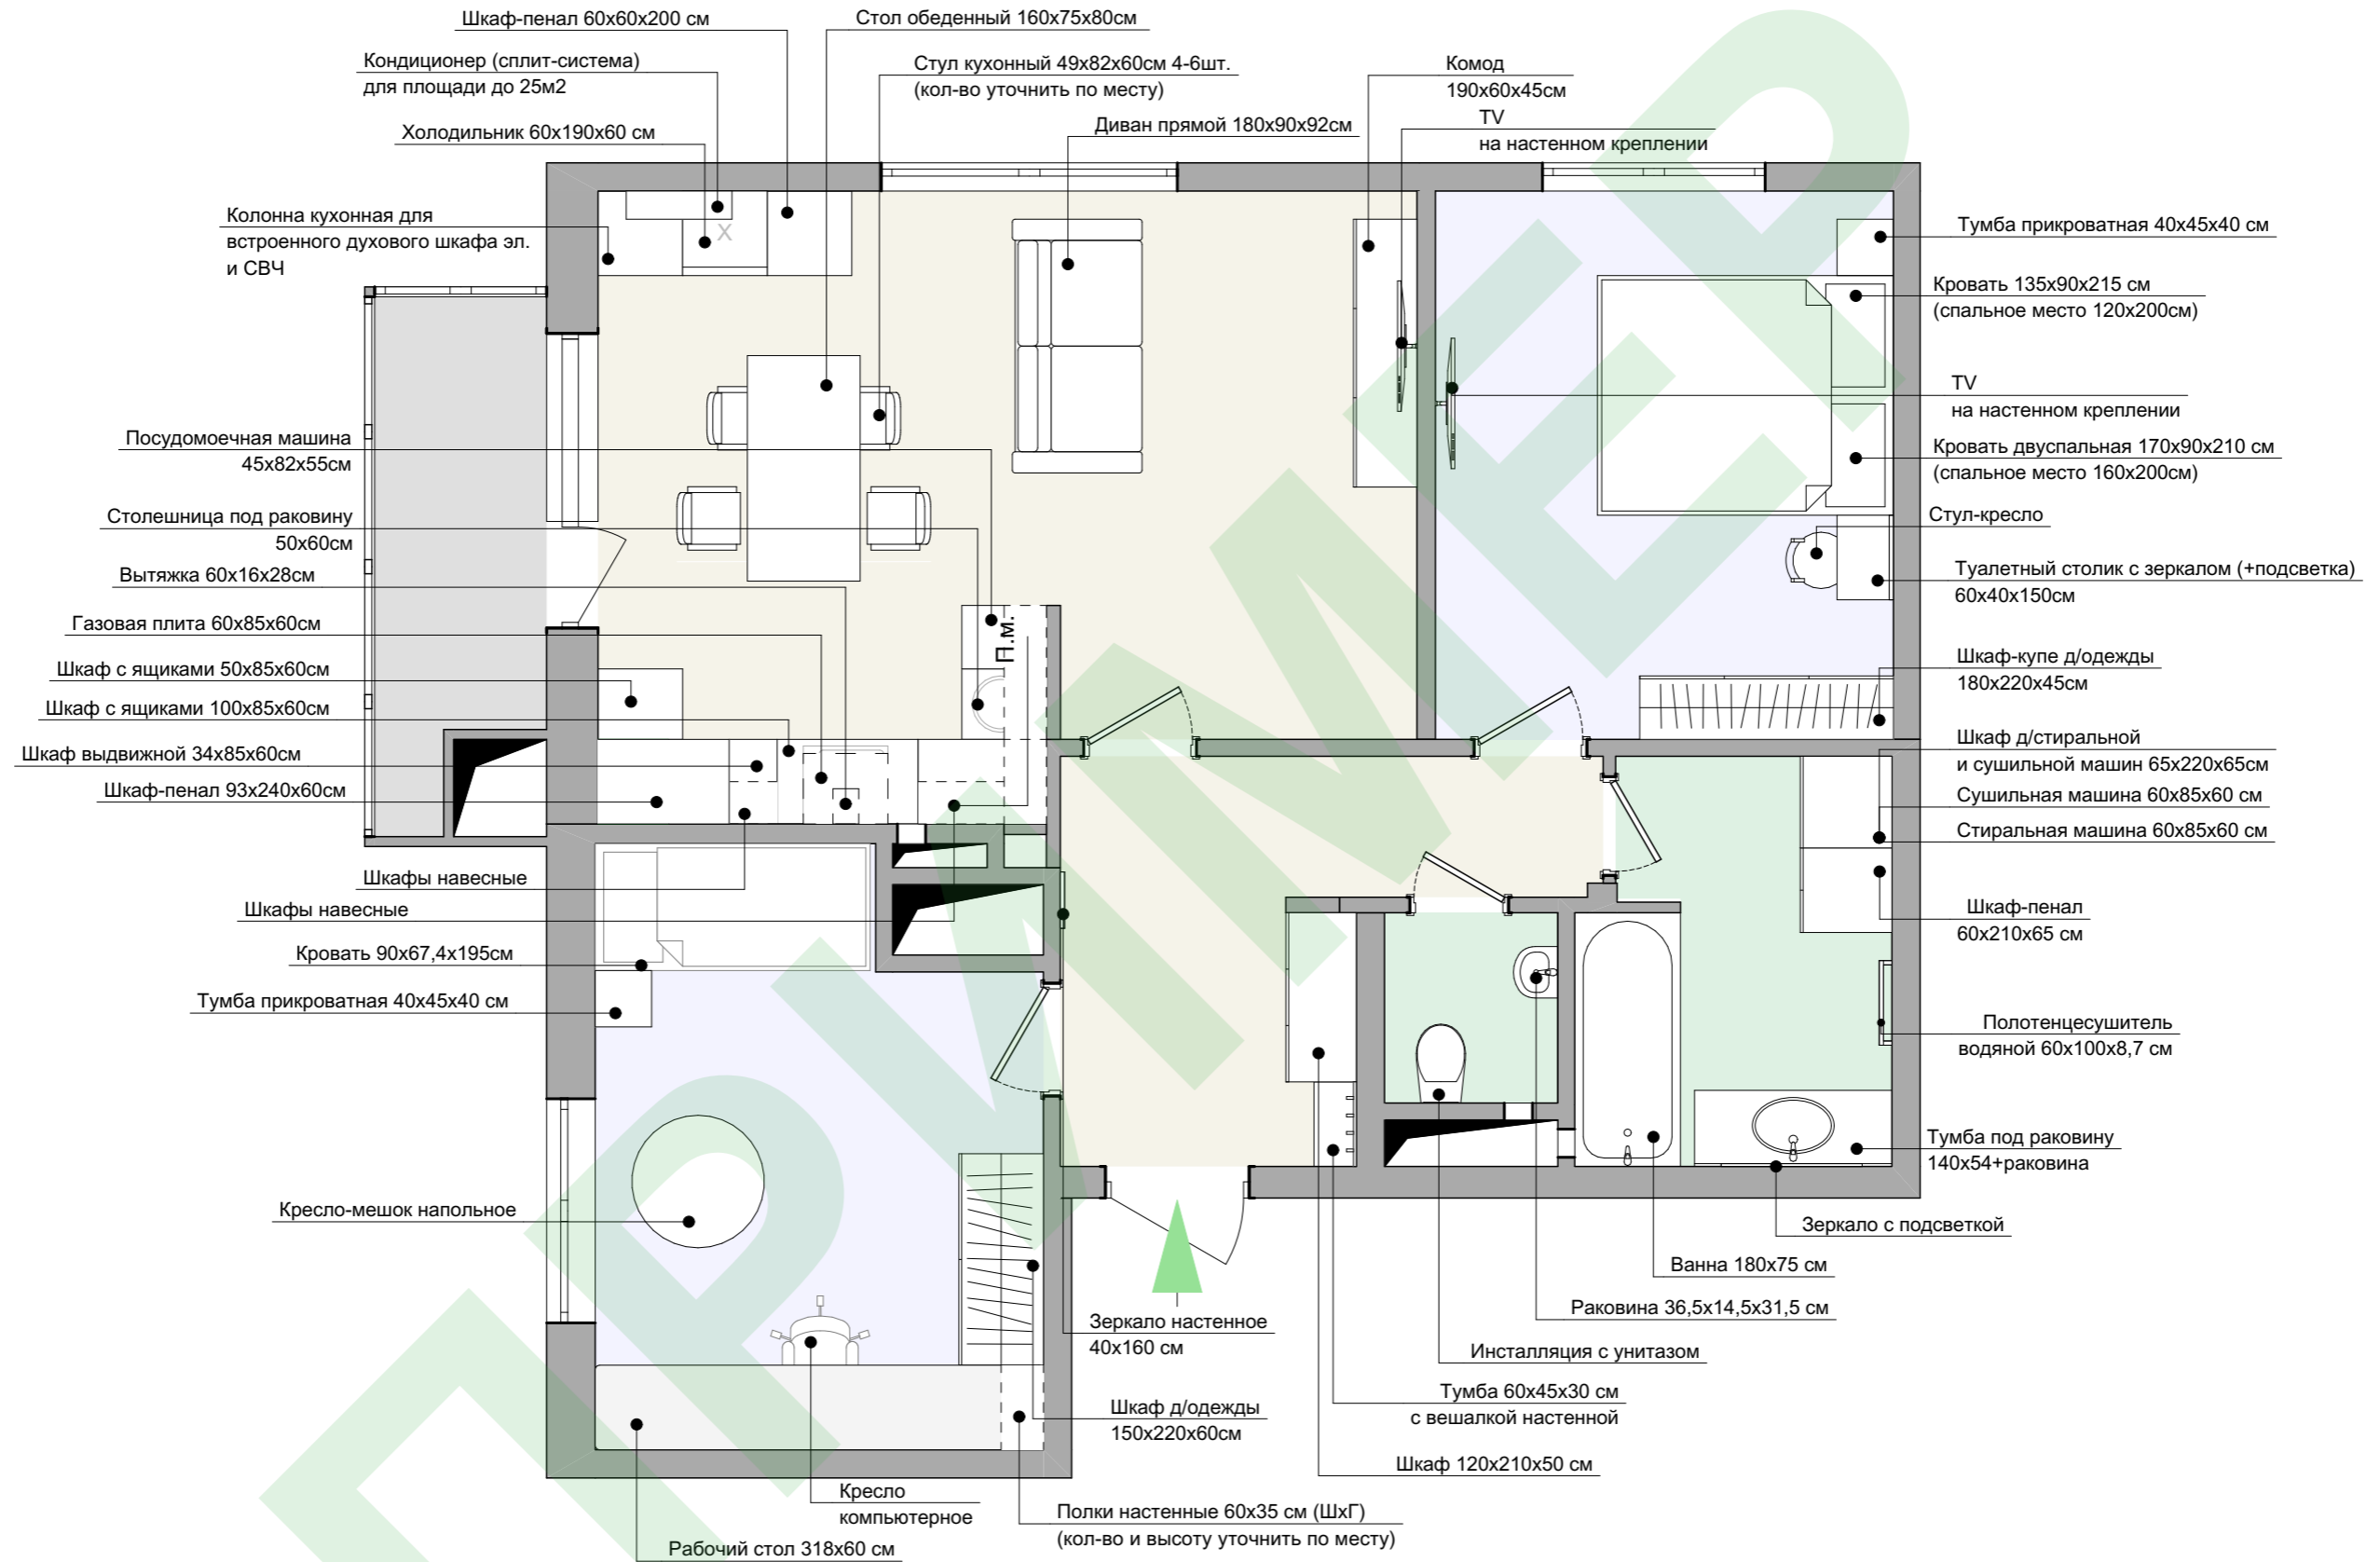 Шкаф-пенал 60х60х200 см
Стол обеденный 160х75х80см
Кондиционер (сплит-система)
для площади до 25м2
Стул кухонный 49х82х60см 4-6шт.
(кол-во уточнить по месту)
Комод
190х60х45см
TV
на настенном креплении
Холодильник 60х190х60 см
Диван прямой 180х90х92см
Колонна кухонная для
встроенного духового шкафа эл.
и СВЧ
X
Тумба прикроватная 40х45х40 см
Кровать 135х90х215 см
(спальное место 120х200см)
TV
на настенном креплении
Посудомоечная машина
45х82х55см
Кровать двуспальная 170х90х210 см
(спальное место 160х200см)
Столешница под раковину
50х60см
Стул-кресло
Вытяжка 60х16х28см
Туалетный столик с зеркалом (+подсветка)
60х40х150см
Газовая плита 60х85х60см
П.м.
Шкаф с ящиками 50х85х60см
Шкаф-купе д/одежды
180х220х45см
Шкаф с ящиками 100х85х60см
Шкаф выдвижной 34х85х60см
Шкаф д/стиральной
и сушильной машин 65х220х65см
Шкаф-пенал 93х240х60см
Сушильная машина 60х85х60 см
Стиральная машина 60х85х60 см
Шкафы навесные
Шкафы навесные
Шкаф-пенал
60х210х65 см
Кровать 90х67,4х195см
Тумба прикроватная 40х45х40 см
Полотенцесушитель
водяной 60х100х8,7 см
Тумба под раковину
140х54+раковина
Кресло-мешок напольное
Зеркало с подсветкой
Ванна 180х75 см
Раковина 36,5х14,5х31,5 см
Зеркало настенное
40х160 см
Инсталляция с унитазом
Тумба 60х45х30 см
с вешалкой настенной
Шкаф д/одежды
150х220х60см
Шкаф 120х210х50 см
Кресло
компьютерное
Полки настенные 60х35 см (ШхГ)
(кол-во и высоту уточнить по месту)
Рабочий стол 318х60 см
ПРИМЕР